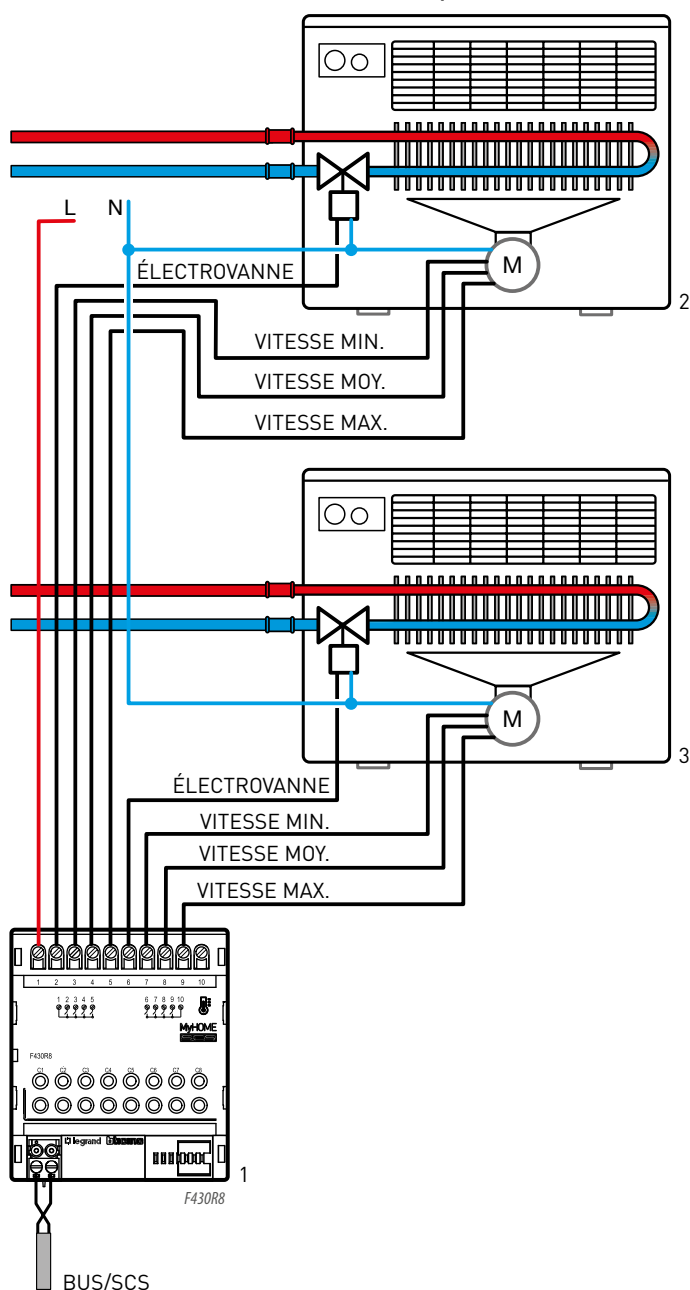 2
L N
ÉLECTROVANNE
M
VITESSE MIN.
VITESSE MOY.
VITESSE MAX.
3
M
ÉLECTROVANNE
VITESSE MIN.
VITESSE MOY.
VITESSE MAX.
1 2 3 4 5 6 7 8 9 10
1 2 3 4 5 6 7 8 9 10
MyHOME
F430R8
C1 C2 C3 C4 C5 C6 C7 C8
legrand bticino
1
F430R8
BUS/SCS